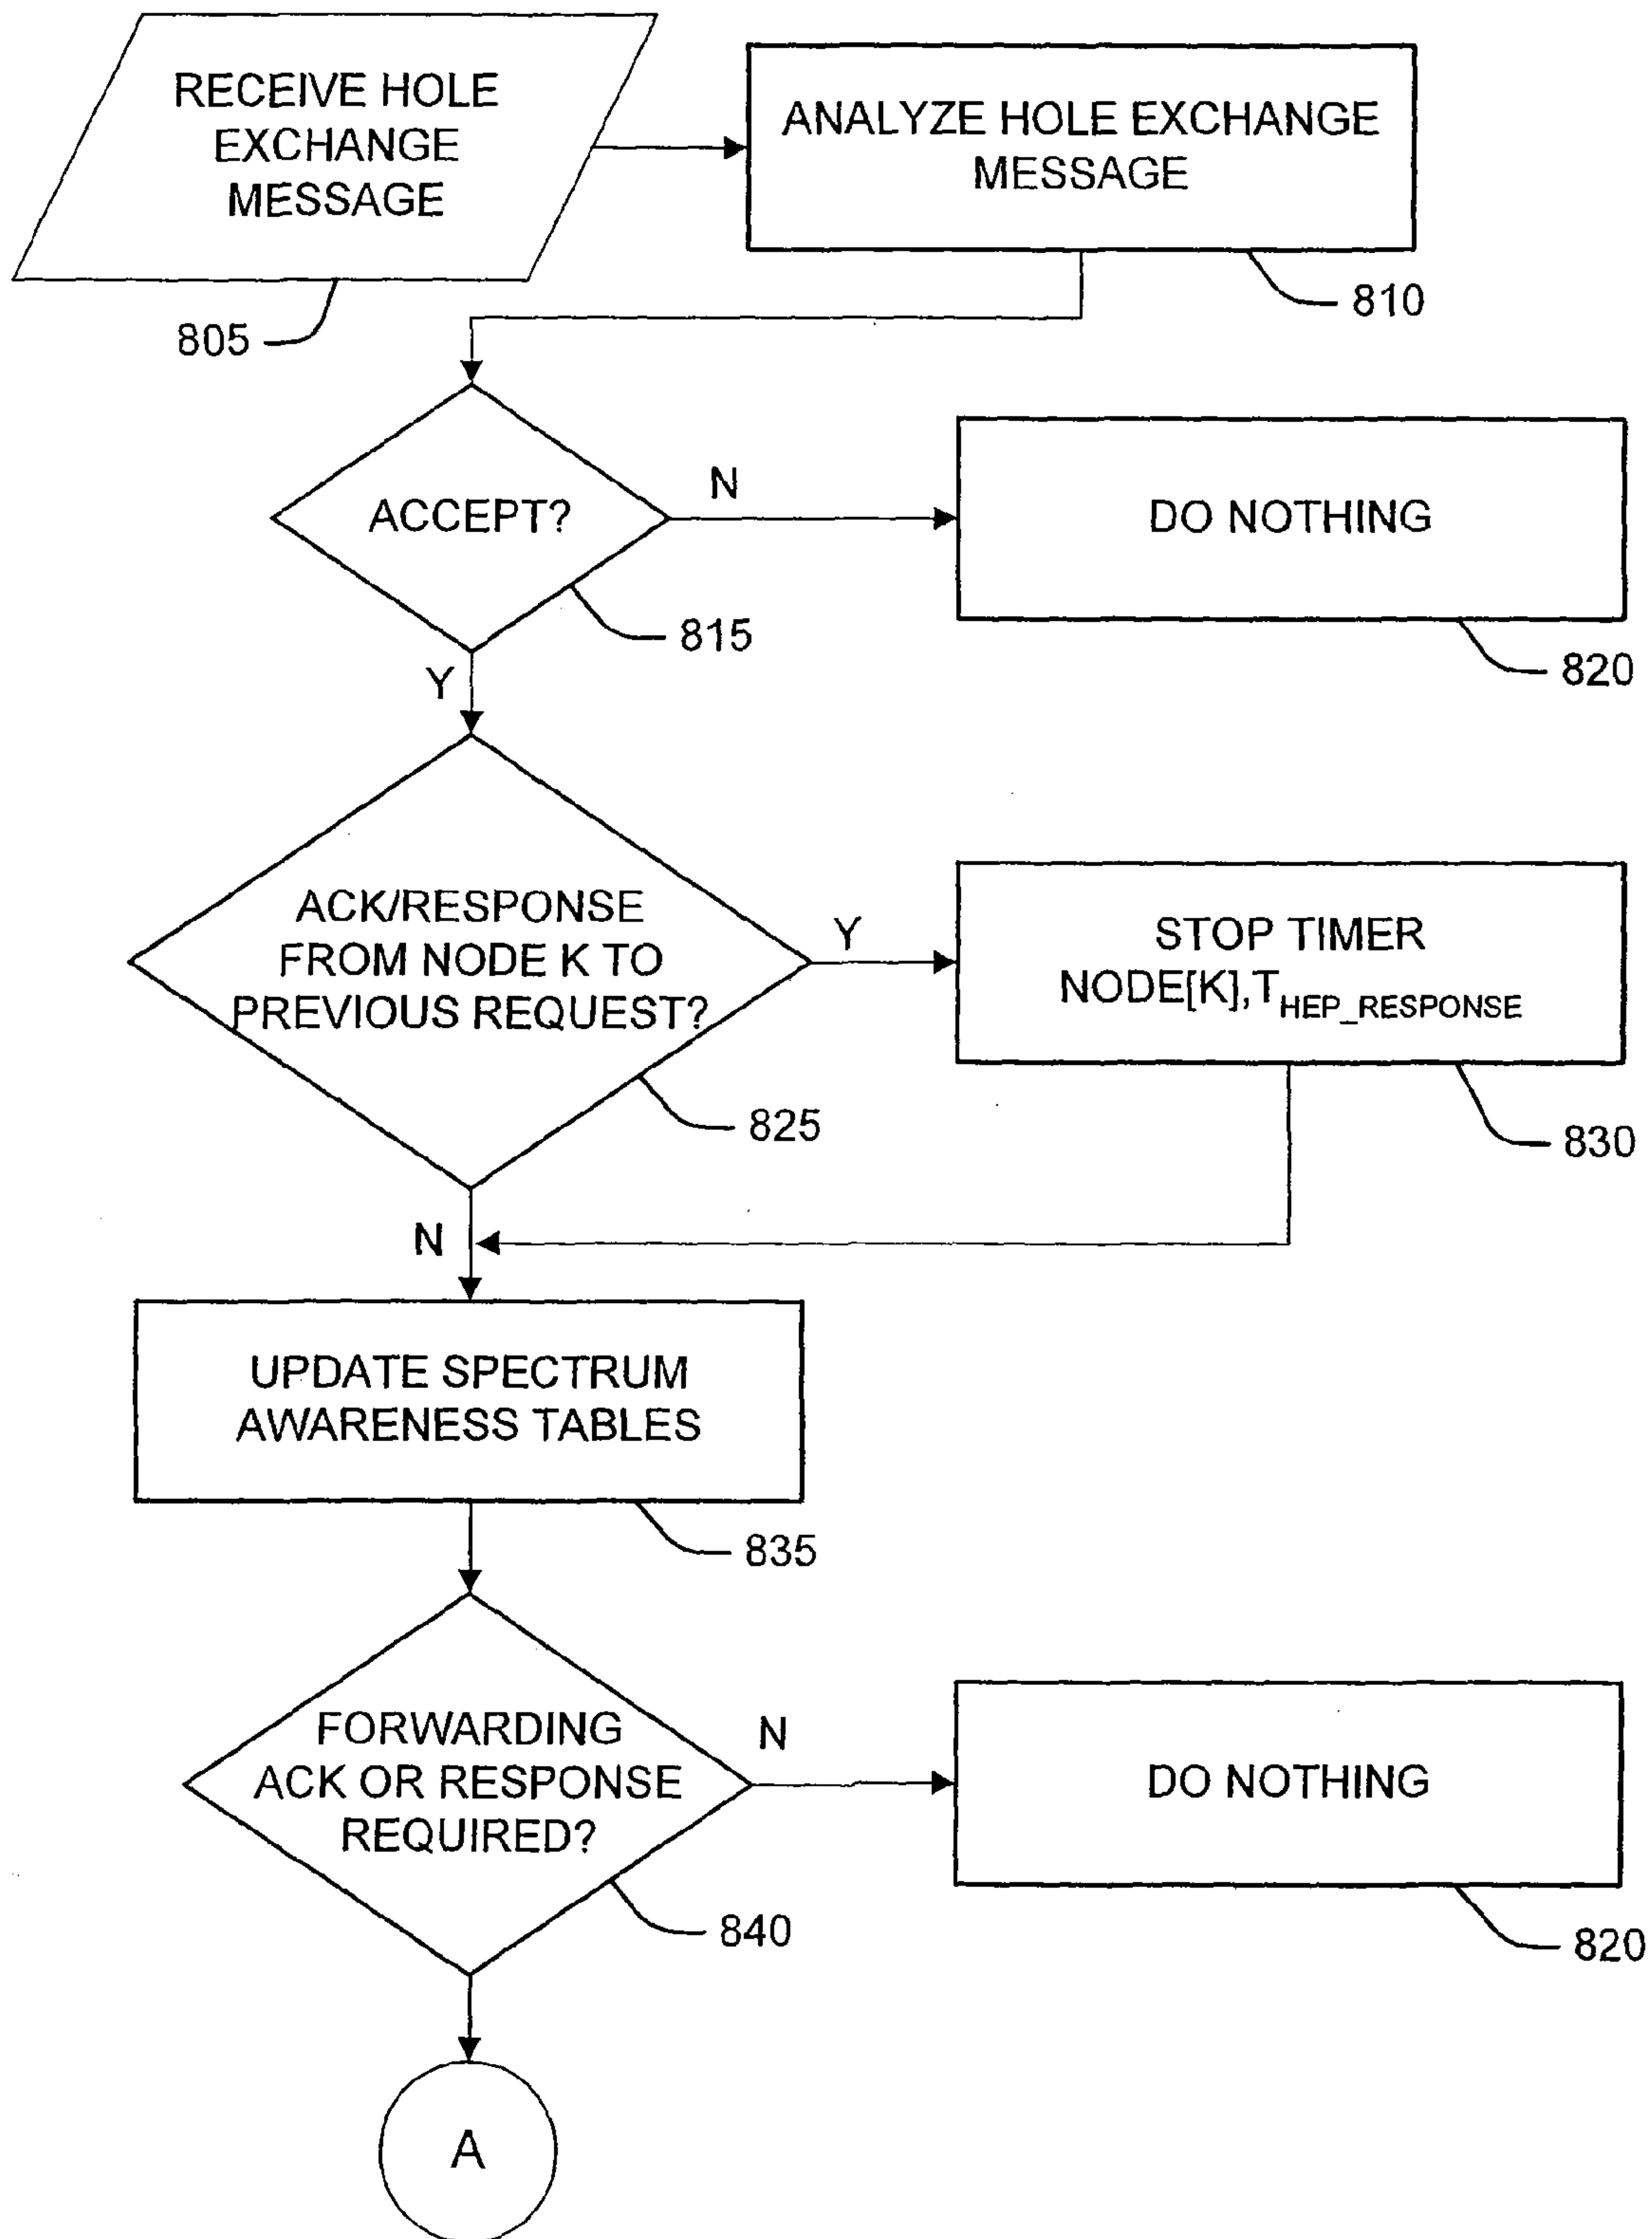 RECEIVE HOLE
EXCHANGE
MESSAGE
805
ANALYZE HOLE EXCHANGE
MESSAGE
810
ACCEPT?
815
N
DO NOTHING
820
Y
ACK/RESPONSE
FROM NODE K TO
PREVIOUS REQUEST?
825
Y
STOP TIMER
NODE[K],T_HEP_RESPONSE
830
N
UPDATE SPECTRUM
AWARENESS TABLES
835
FORWARDING
ACK OR RESPONSE
REQUIRED?
840
N
DO NOTHING
820
A